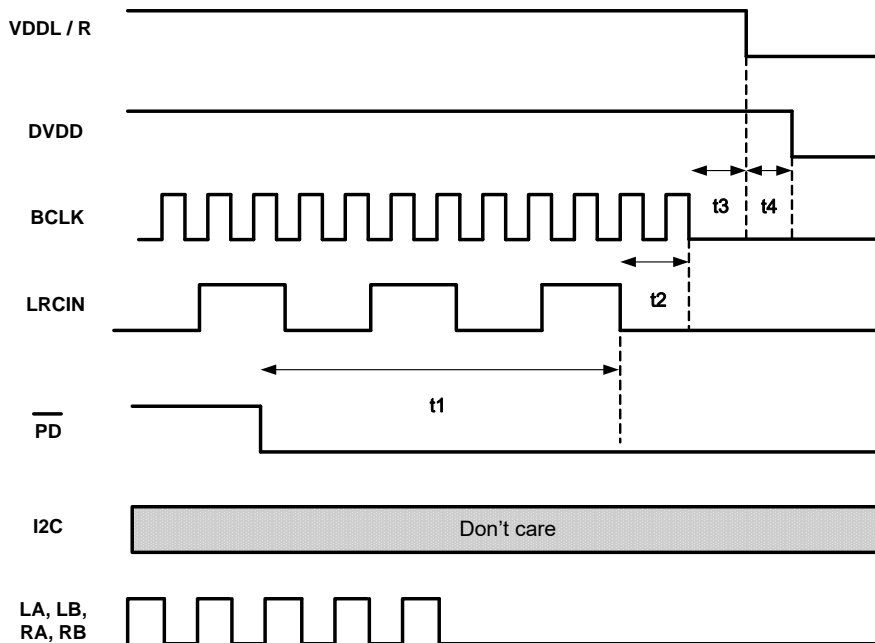 VDDL / R
DVDD
t3
t4
BCLK
t2
LRCIN
t1
PD
I2C
Don't care
LA, LB,
RA, RB